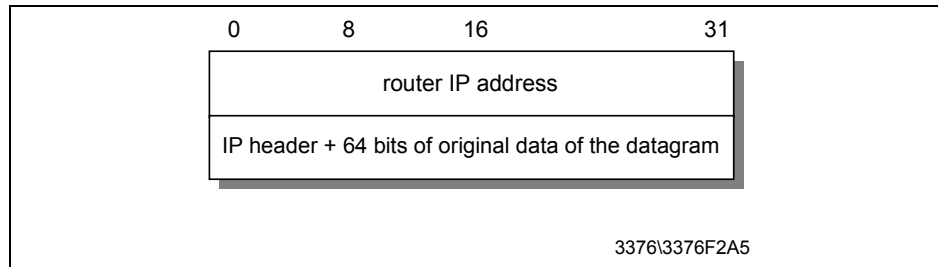 0 8 16 31
router IP address
IP header + 64 bits of original data of the datagram
3376\3376F2A5